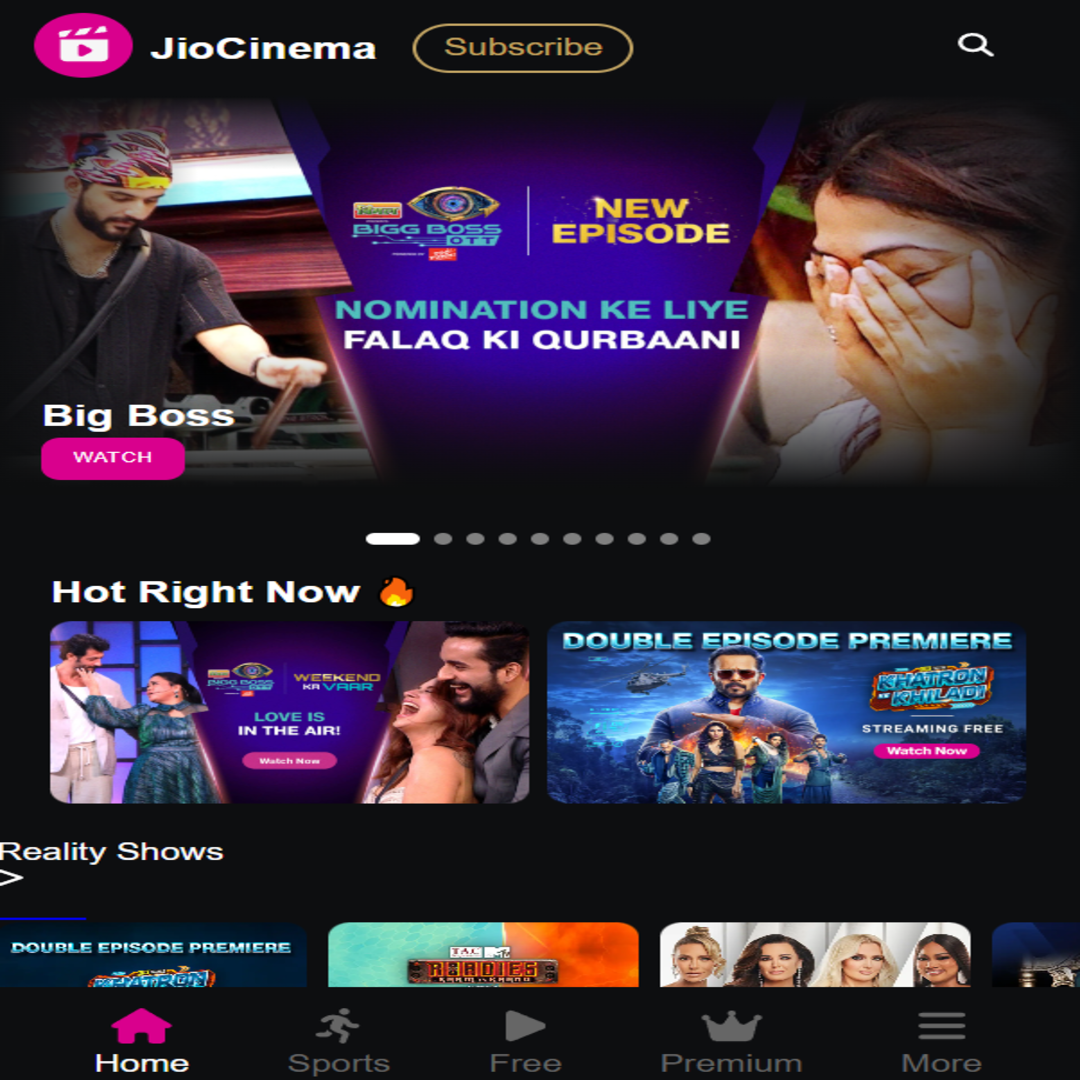 JioCinema
Subscribe
BIGG BOSS
OTT
NEW
EPISODE
NOMINATION KE LIYE
FALAQ KI QURBAANI
Big Boss
WATCH
Hot Right Now 🔥
BIGG BOSS
OTT
WEEKEND
KA VAAR
LOVE IS
IN THE AIR!
Watch Now
DOUBLE EPISODE PREMIERE
KHATRON
KE KHILADI
STREAMING FREE
Watch Now
Reality Shows
>
DOUBLE EPISODE PREMIERE
KHATRON
ROADIES
Home
Sports
Free
Premium
More